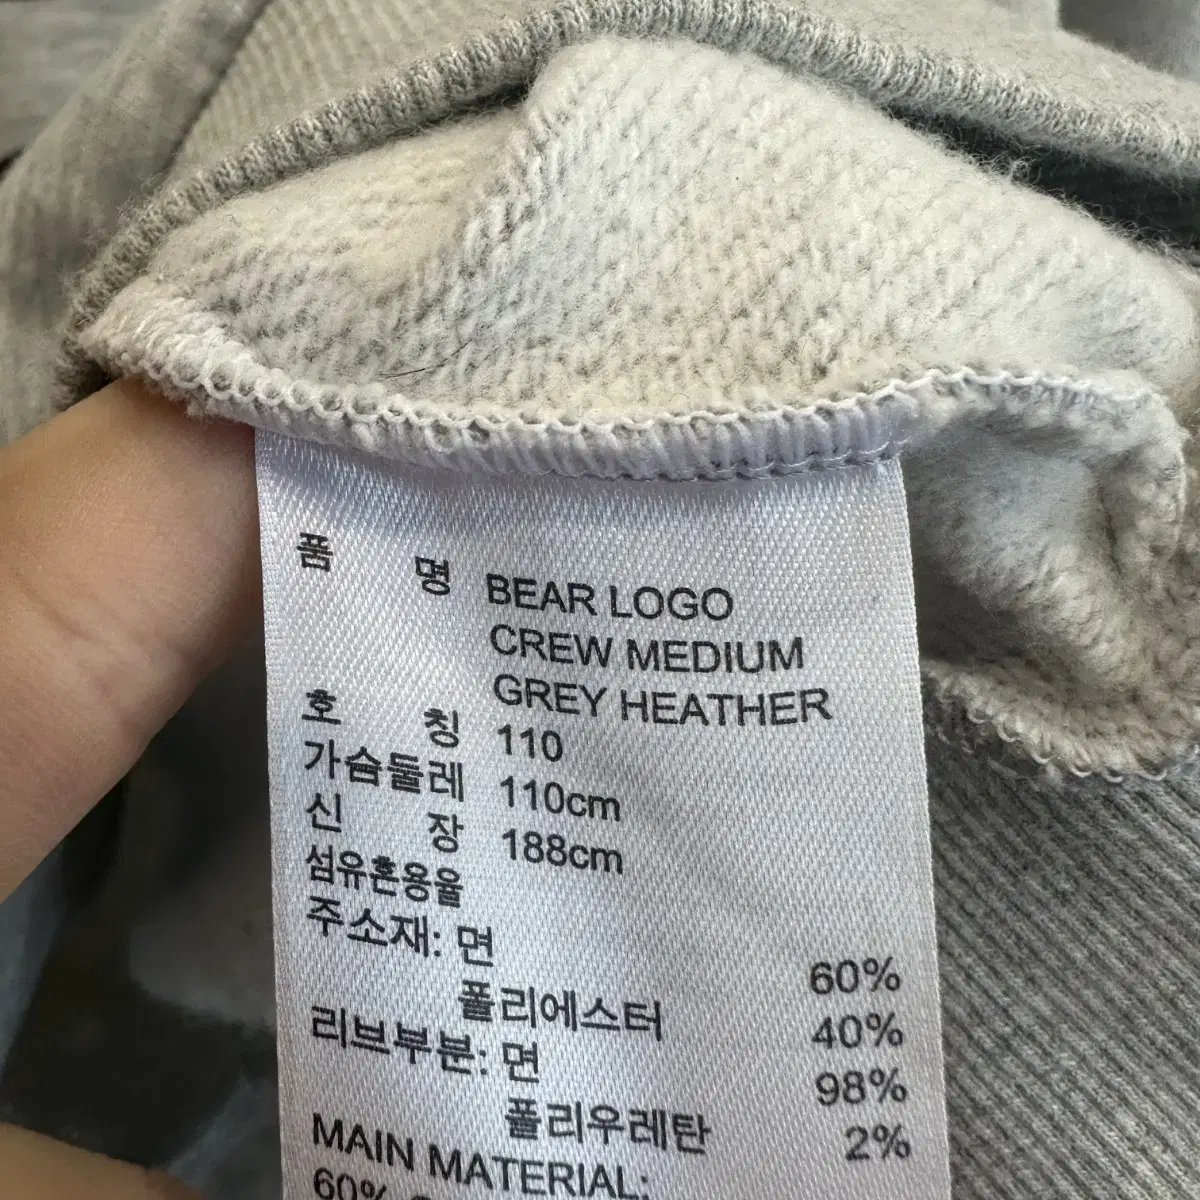 품 명 BEAR LOGO
CREW MEDIUM
GREY HEATHER
호 칭 110
가슴둘레 110cm
신 장 188cm
섬유혼용율
주소재: 면 60%
폴리에스터 40%
리브부분: 면 98%
폴리우레탄 2%
MAIN MATERIAL:
60%